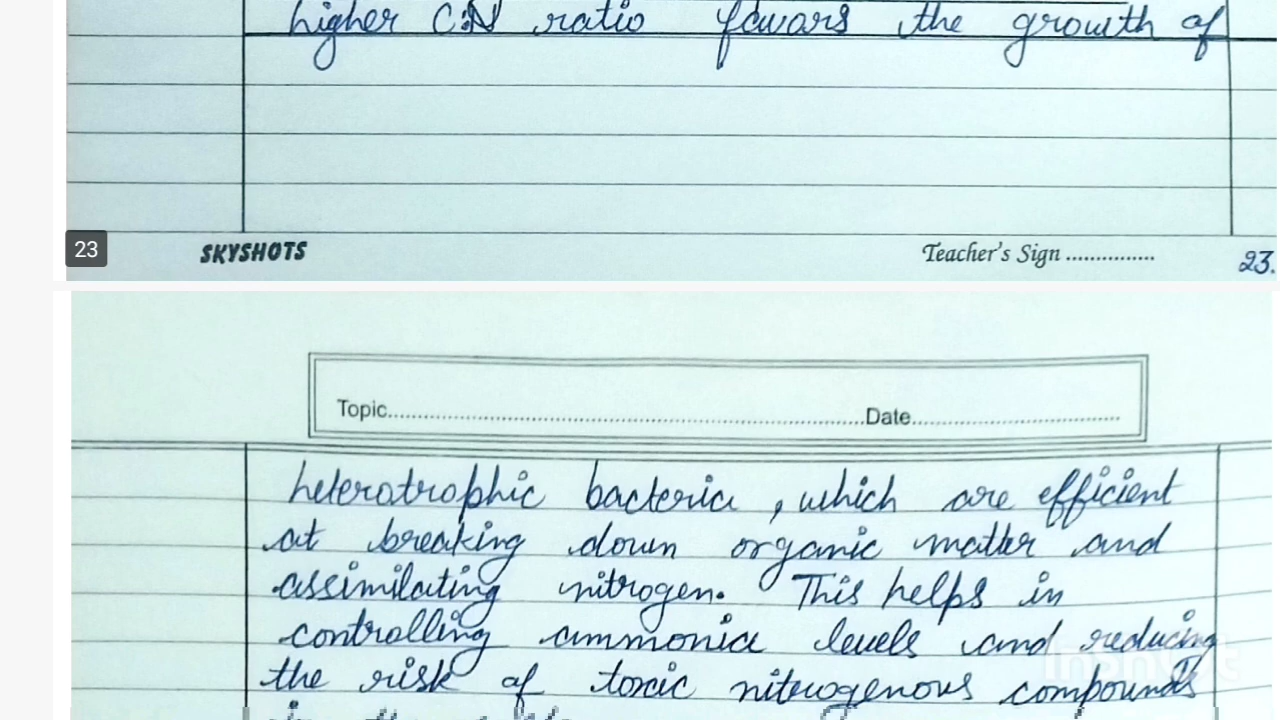 higher C:N ratio favors the growth of
23
SKYSHOTS
Teacher's Sign ...............
23.
Topic.....................................................................................Date.....................................
heterotrophic bacteria, which are efficient
at breaking down organic matter and
assimilating nitrogen. This helps in
controlling ammonia levels and reducing
the risk of toxic nitrogenous compounds
in the